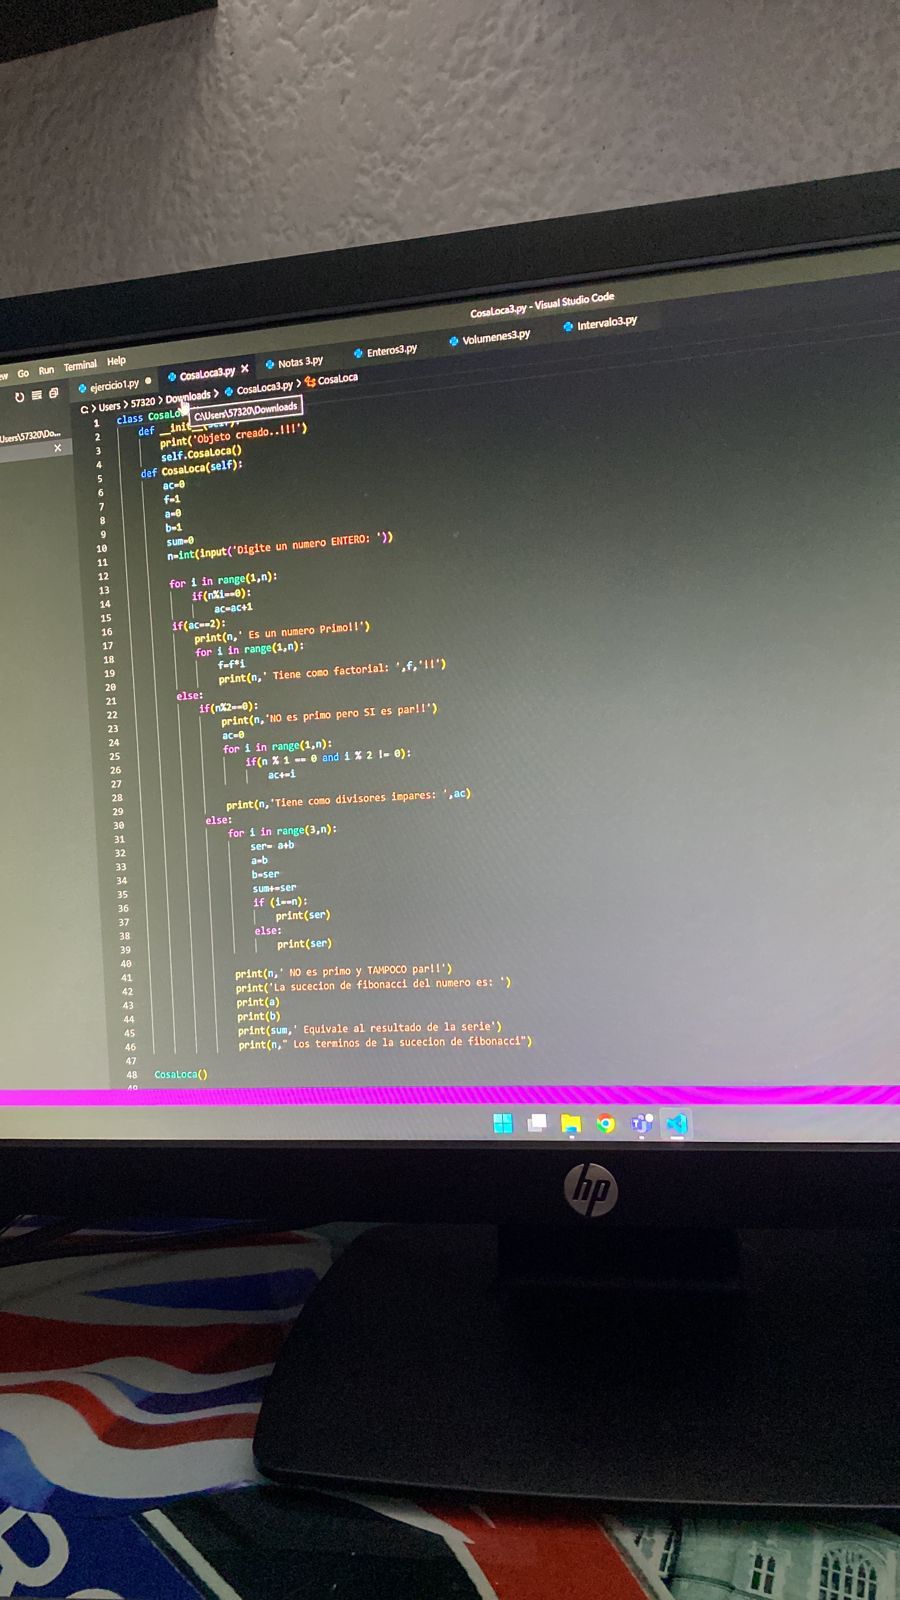 CosaLoca3.py - Visual Studio Code
Go Run Terminal Help
ejercicio1.py CosaLoca3.py Notas 3.py Enteros3.py Volumenes3.py Intervalo3.py
C: > Users > 57320 > Downloads > CosaLoca3.py > CosaLoca
C:\Users\57320\Downloads
Users\57320\Do...
1 class
2 def
3 print('Objeto creado..!!!')
4 self.CosaLoca()
5 def CosaLoca(self):
6 ac=0
7 f=1
8 a=0
9 b=1
10 sum=0
11 n=int(input('Digite un numero ENTERO: '))
12
13 for i in range(1,n):
14 if(n%i==0):
15 ac=ac+1
16 if(ac==2):
17 print(n,' Es un numero Primo!!')
18 for i in range(1,n):
19 f=f*i
20 print(n,' Tiene como factorial: ',f,'!!')
21 else:
22 if(n%2==0):
23 print(n,'NO es primo pero SI es par!!')
24 ac=0
25 for i in range(1,n):
26 if(n % 1 == 0 and i % 2 != 0):
27 ac+=i
28
29 print(n,'Tiene como divisores impares: ',ac)
30 else:
31 for i in range(3,n):
32 ser= a+b
33 a=b
34 b=ser
35 sum+=ser
36 if (i==n):
37 print(ser)
38 else:
39 print(ser)
40
41 print(n,' NO es primo y TAMPOCO par!!')
42 print('La sucecion de fibonacci del numero es: ')
43 print(a)
44 print(b)
45 print(sum,' Equivale al resultado de la serie')
46 print(n," Los terminos de la sucecion de fibonacci")
47
48 CosaLoca()
hp